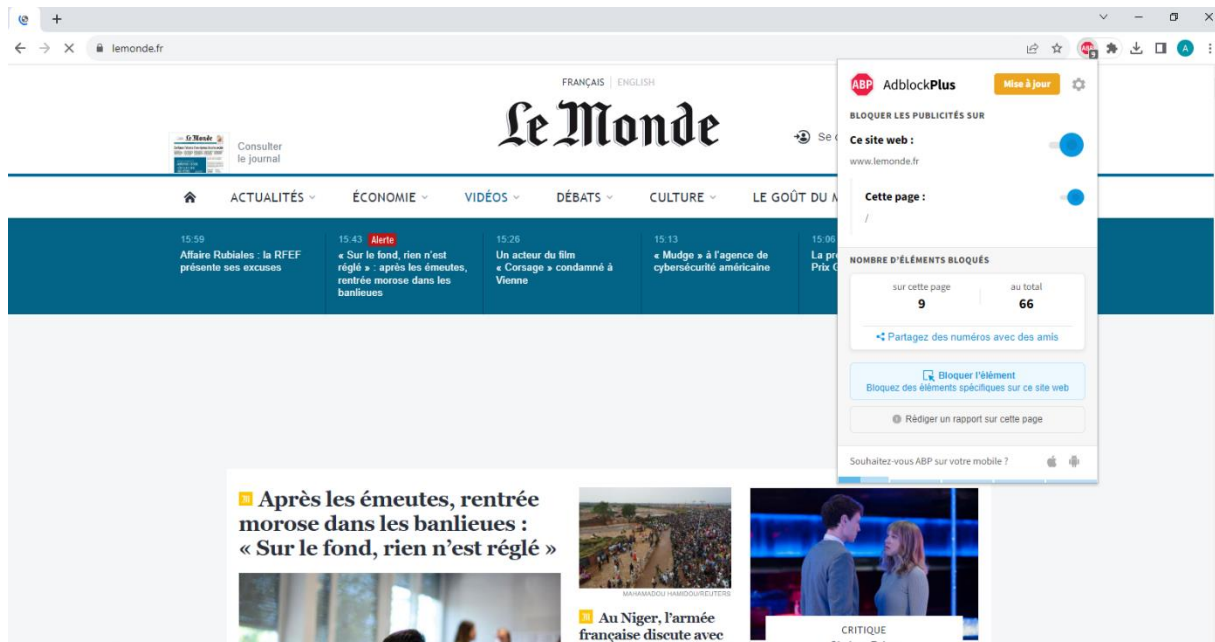 lemonde.fr
FRANÇAIS | ENGLISH
Le Monde
Consulter
le journal
ACTUALITÉS
ÉCONOMIE
VIDÉOS
DÉBATS
CULTURE
LE GOÛT DU
15:59
Affaire Rubiales : la RFEF
présente ses excuses
15:43 Alerte
« Sur le fond, rien n'est
réglé » : après les émeutes,
rentrée morose dans les
banlieues
15:26
Un acteur du film
« Corsage » condamné à
Vienne
15:13
« Mudge » à l'agence de
cybersécurité américaine
15:06
ABP AdblockPlus
Mise à jour
BLOQUER LES PUBLICITÉS SUR
Ce site web :
www.lemonde.fr
Cette page :
/
NOMBRE D'ÉLÉMENTS BLOQUÉS
sur cette page
9
au total
66
Partagez des numéros avec des amis
Bloquer l'élément
Bloquez des éléments spécifiques sur ce site web
Rédiger un rapport sur cette page
Souhaitez-vous ABP sur votre mobile ?
Après les émeutes, rentrée
morose dans les banlieues :
« Sur le fond, rien n'est réglé »
MAHAMADOU HAMIDOU/REUTERS
Au Niger, l'armée
française discute avec
CRITIQUE